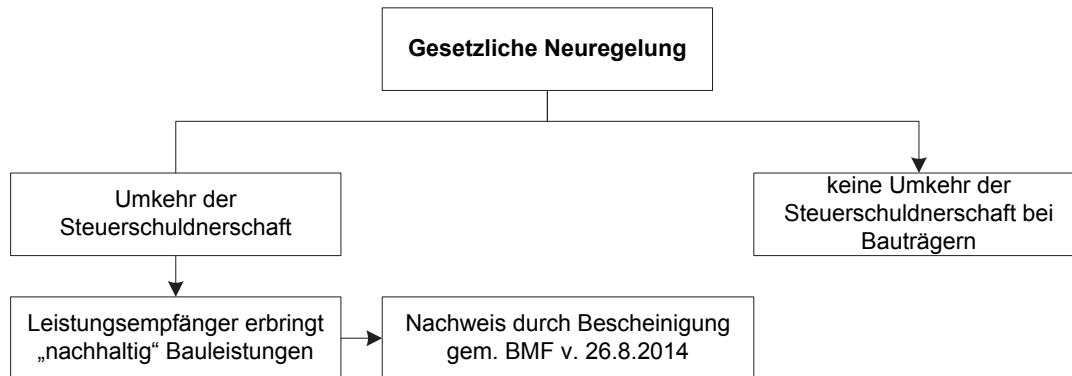 Gesetzliche Neuregelung
Umkehr der
Steuerschuldnerschaft
keine Umkehr der
Steuerschuldnerschaft bei
Bauträgern
Leistungsempfänger erbringt
„nachhaltig“ Bauleistungen
Nachweis durch Bescheinigung
gem. BMF v. 26.8.2014